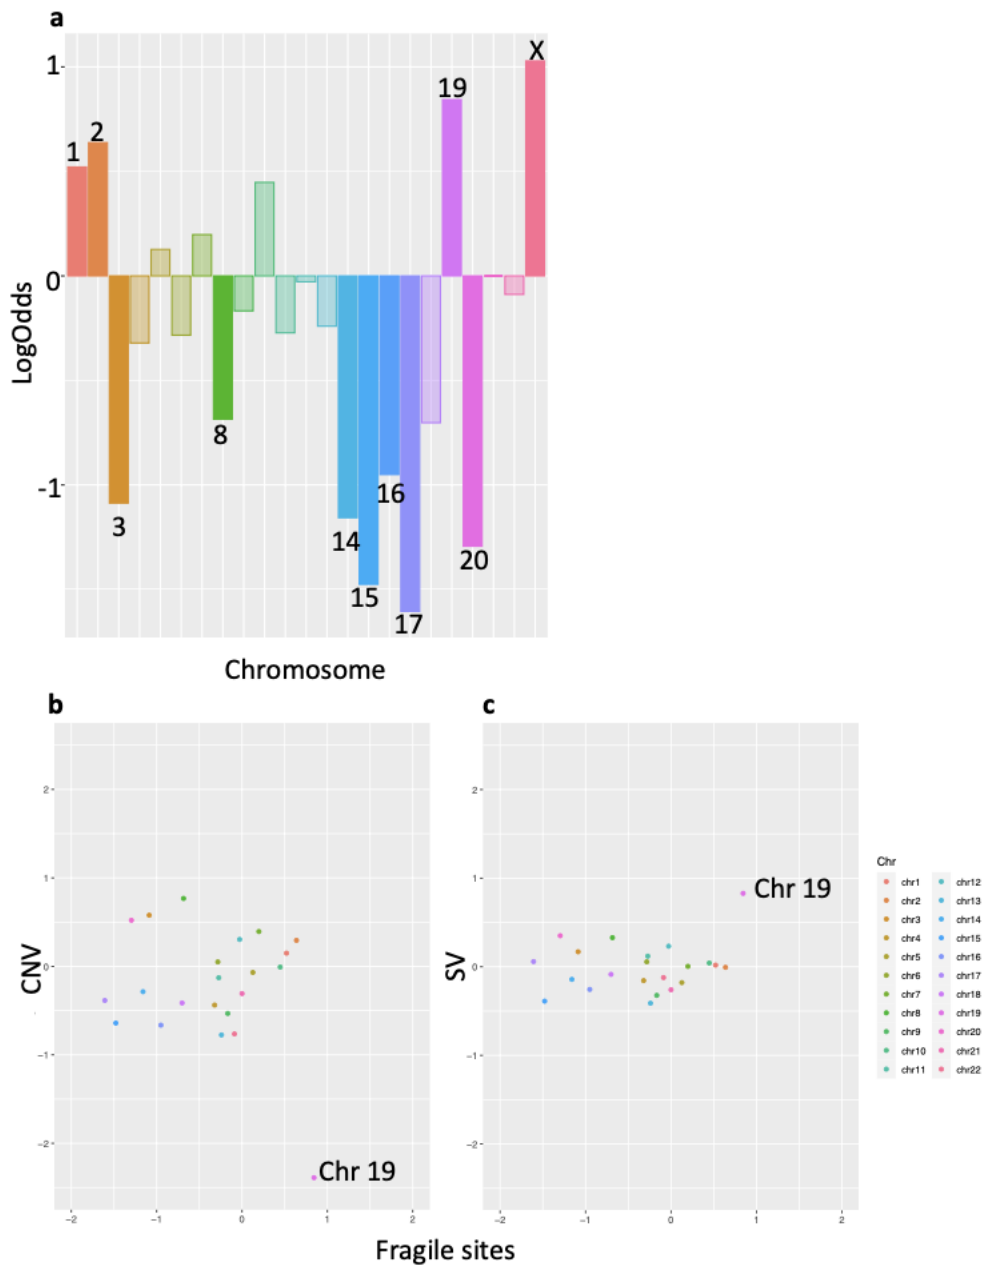 a
1
X
19
2
1
0
LogOdds
8
-1
16
3
14
20
15
17
Chromosome
b
c
2
1
0
-1
-2
CNV
Chr 19
-2 -1 0 1 2
2
1
0
-1
-2
SV
Chr 19
-2 -1 0 1 2
Fragile sites
Chr
chr1 chr12
chr2 chr13
chr3 chr14
chr4 chr15
chr5 chr16
chr6 chr17
chr7 chr18
chr8 chr19
chr9 chr20
chr10 chr21
chr11 chr22